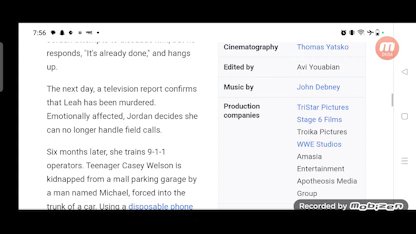 7:56
responds, "It's already done," and hangs
up.
The next day, a television report confirms
that Leah has been murdered.
Emotionally affected, Jordan decides she
can no longer handle field calls.
Six months later, she trains 9-1-1
operators. Teenager Casey Welson is
kidnapped from a mall parking garage by
a man named Michael, forced into the
trunk of a car. Using a disposable phone
Cinematography Thomas Yatsko
Edited by Avi Youabian
Music by John Debney
Production TriStar Pictures
companies Stage 6 Films
Troika Pictures
WWE Studios
Amasia
Entertainment
Apotheosis Media
Group
Recorded by Mobizen